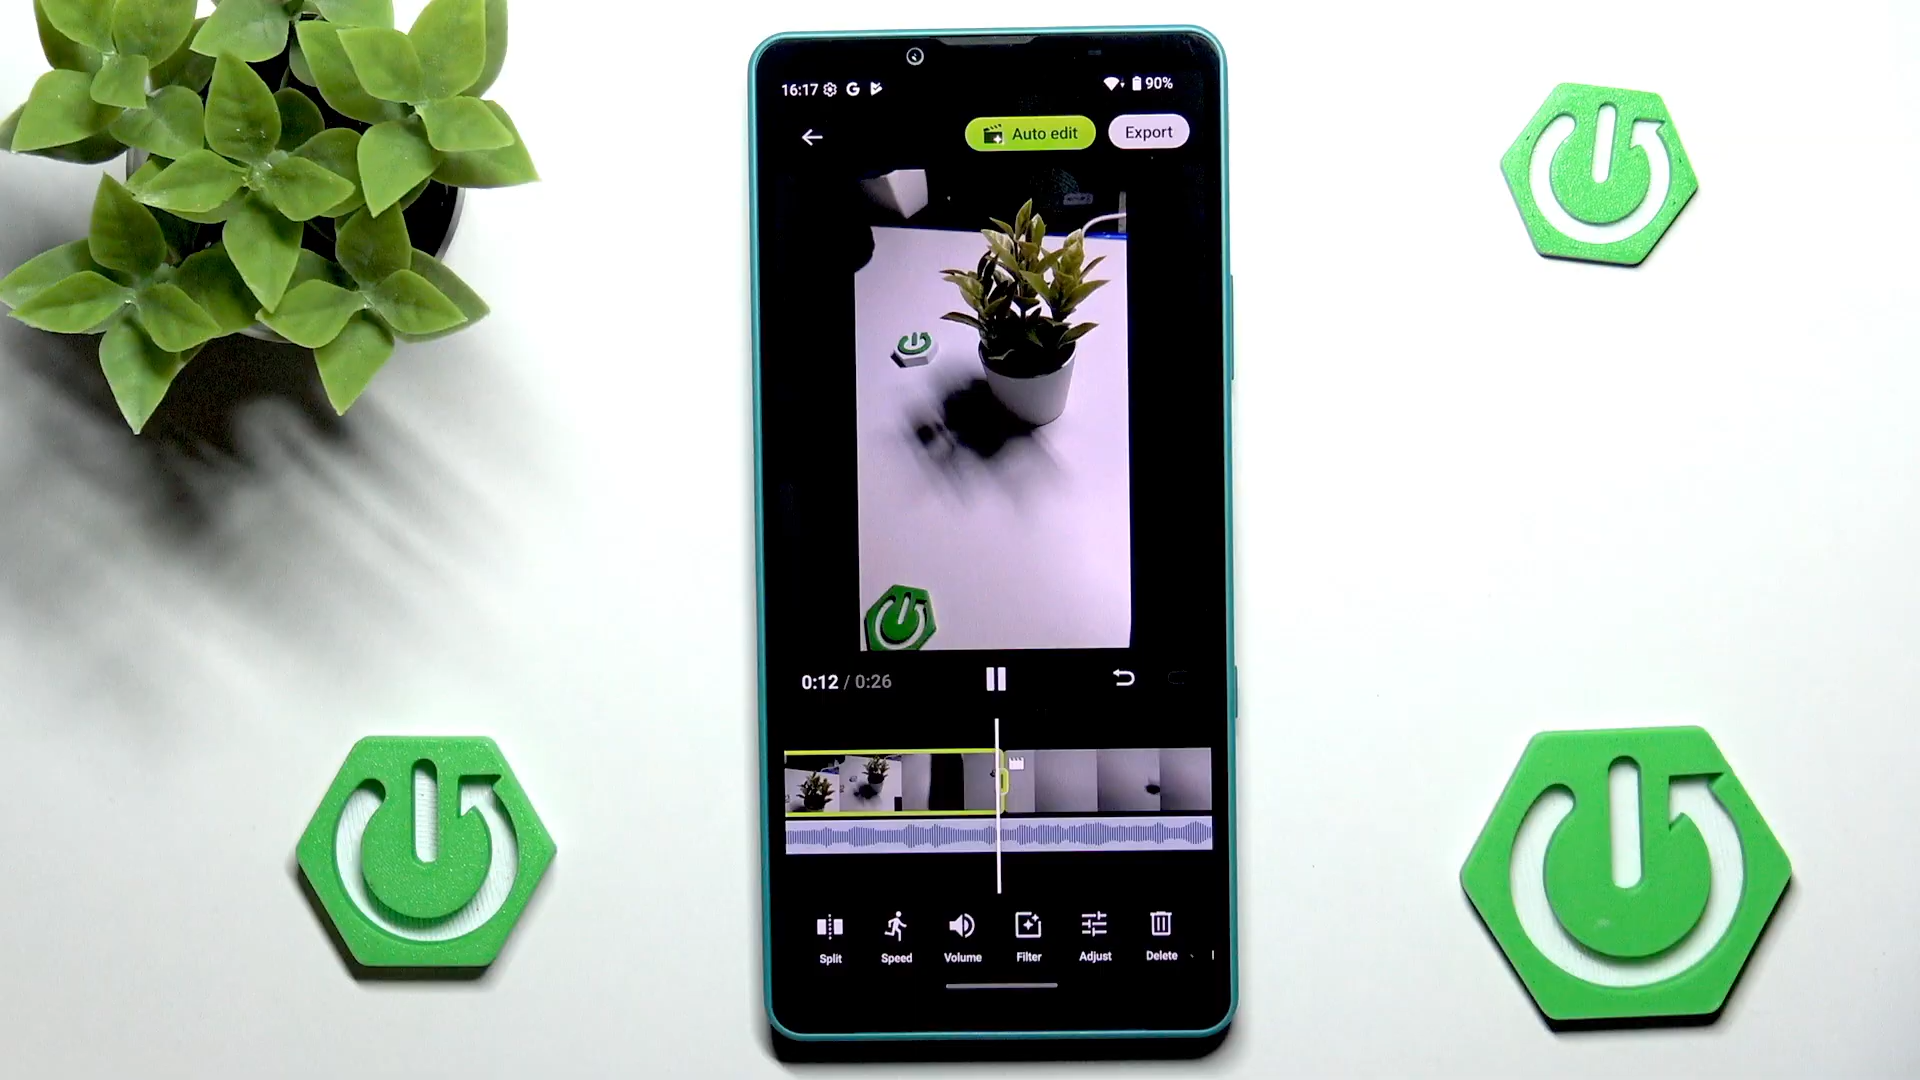 16:17 G 90%
Auto edit Export
0:12 / 0:26
Split Speed Volume Filter Adjust Delete